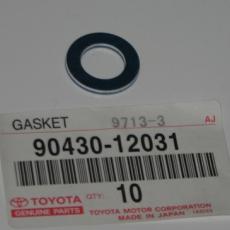 GASKET 9713-3 AJ
90430-12031
TOYOTA QTY: 10
GENUINE PARTS TOYOTA MOTOR CORPORATION
MADE IN JAPAN